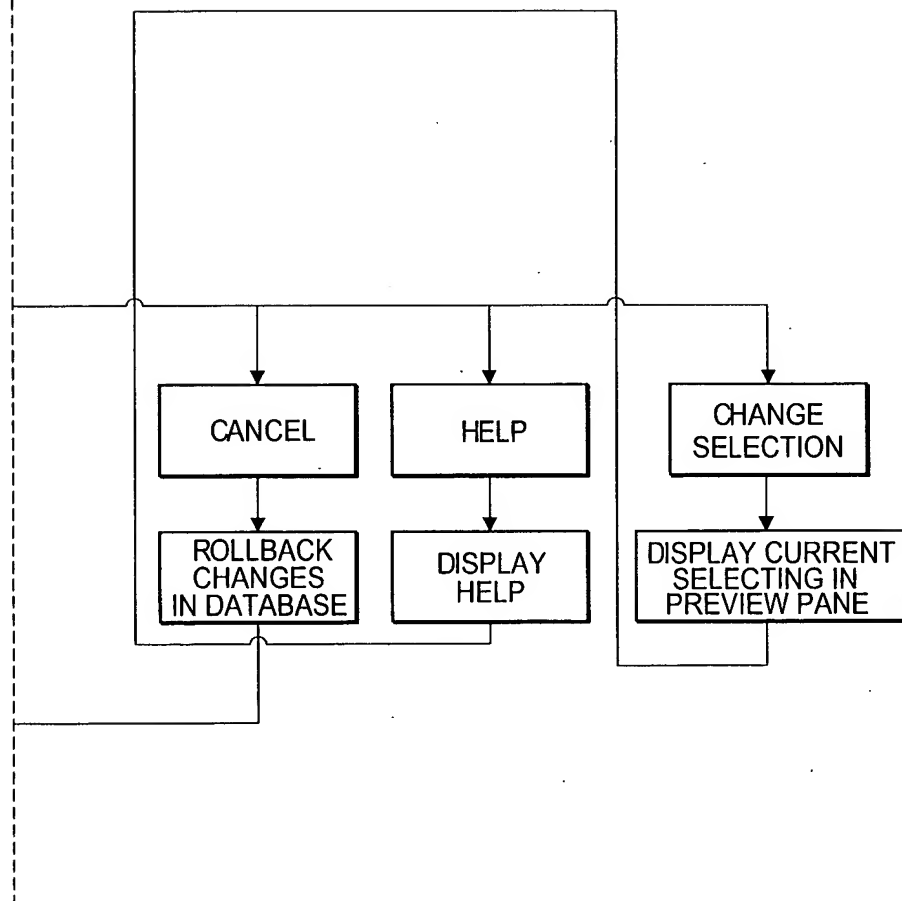 CANCEL
HELP
CHANGE
SELECTION
ROLLBACK
CHANGES
IN DATABASE
DISPLAY
HELP
DISPLAY CURRENT
SELECTING IN
PREVIEW PANE